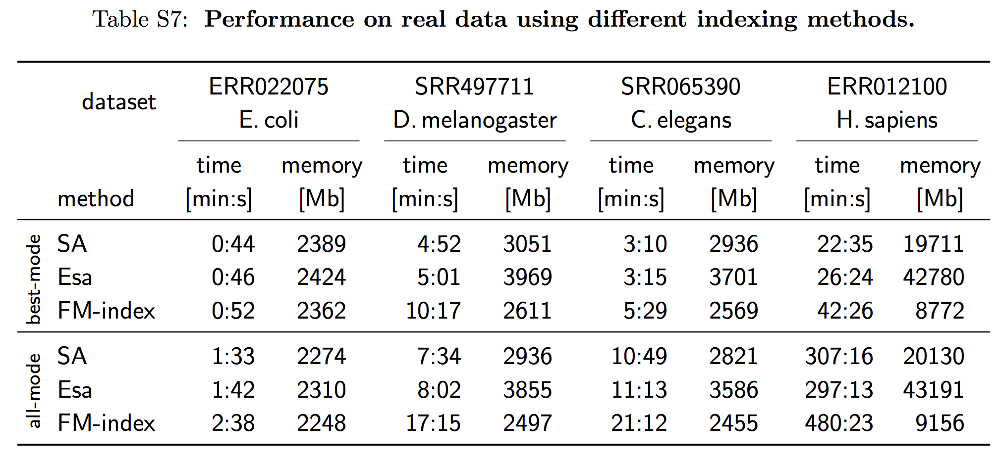 Table S7: Performance on real data using different indexing methods.
dataset ERR022075 SRR497711 SRR065390 ERR012100
E. coli D. melanogaster C. elegans H. sapiens
time memory time memory time memory time memory
method [min:s] [Mb] [min:s] [Mb] [min:s] [Mb] [min:s] [Mb]
best-mode
SA 0:44 2389 4:52 3051 3:10 2936 22:35 19711
Esa 0:46 2424 5:01 3969 3:15 3701 26:24 42780
FM-index 0:52 2362 10:17 2611 5:29 2569 42:26 8772
all-mode
SA 1:33 2274 7:34 2936 10:49 2821 307:16 20130
Esa 1:42 2310 8:02 3855 11:13 3586 297:13 43191
FM-index 2:38 2248 17:15 2497 21:12 2455 480:23 9156